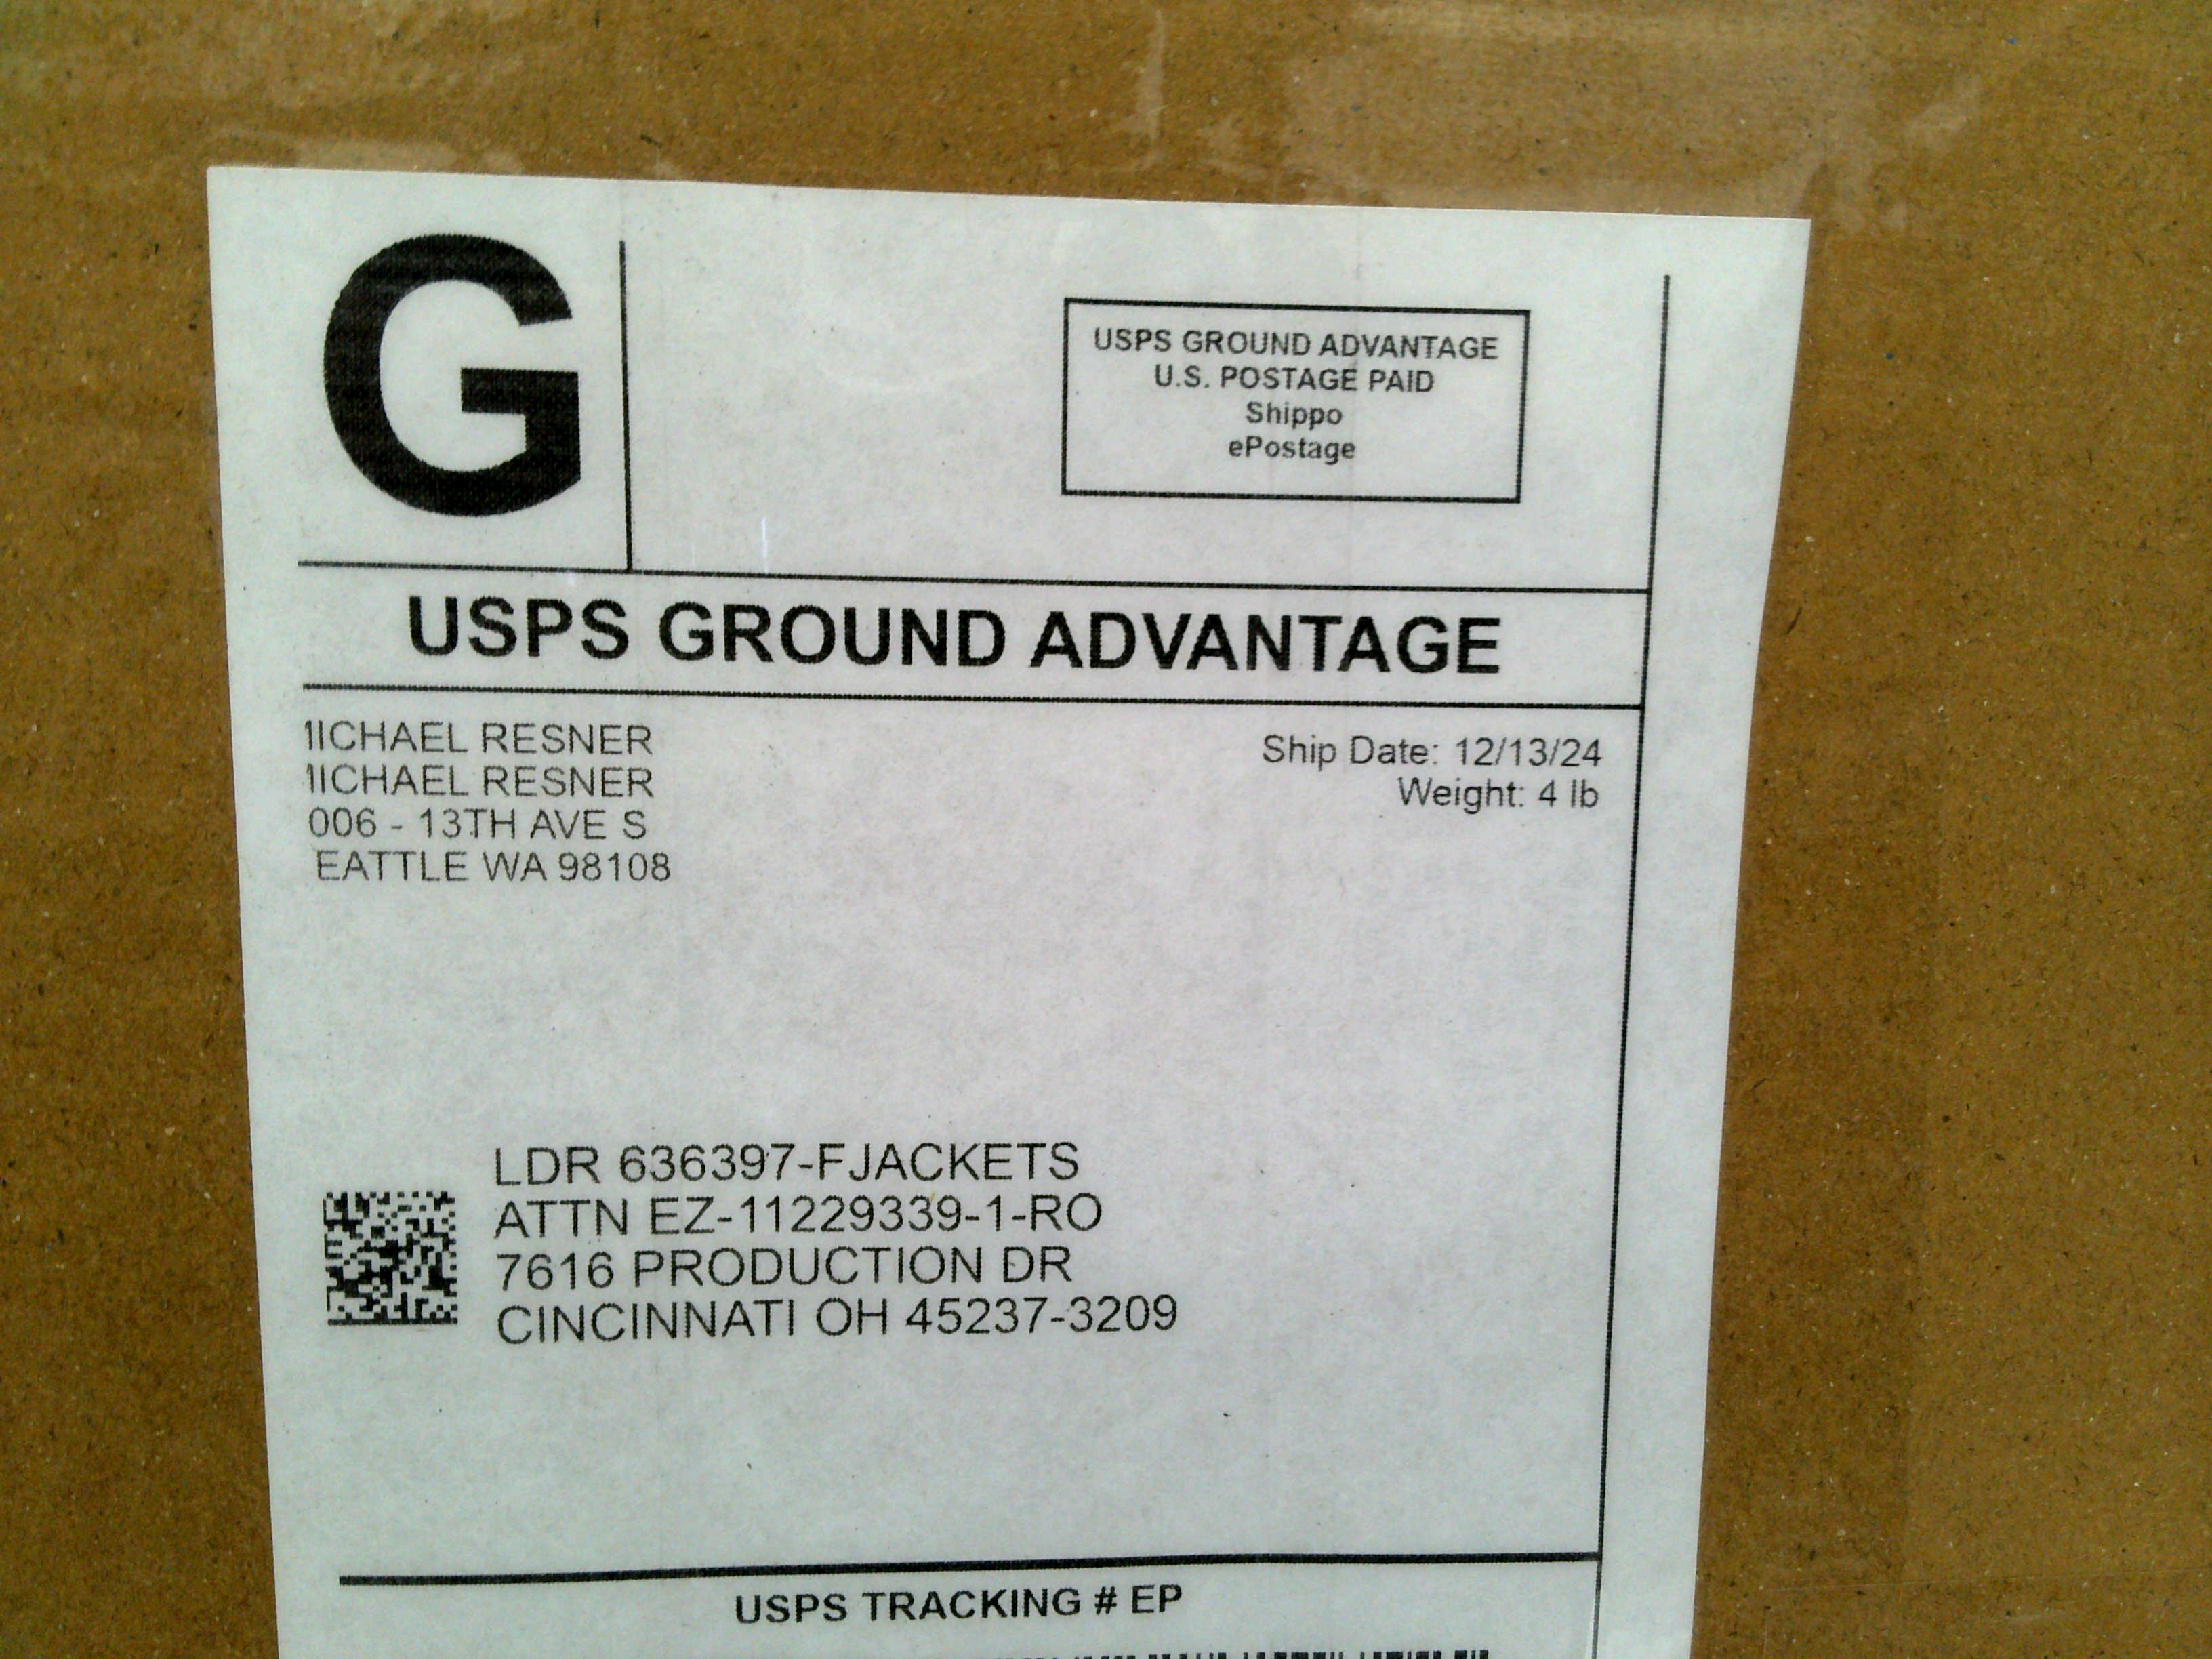 G
USPS GROUND ADVANTAGE
U.S. POSTAGE PAID
Shippo
ePostage
USPS GROUND ADVANTAGE
ICHAEL RESNER
ICHAEL RESNER
006 - 13TH AVE S
EATTLE WA 98108
Ship Date: 12/13/24
Weight: 4 lb
LDR 636397-FJACKETS
ATTN EZ-11229339-1-RO
7616 PRODUCTION DR
CINCINNATI OH 45237-3209
USPS TRACKING # EP